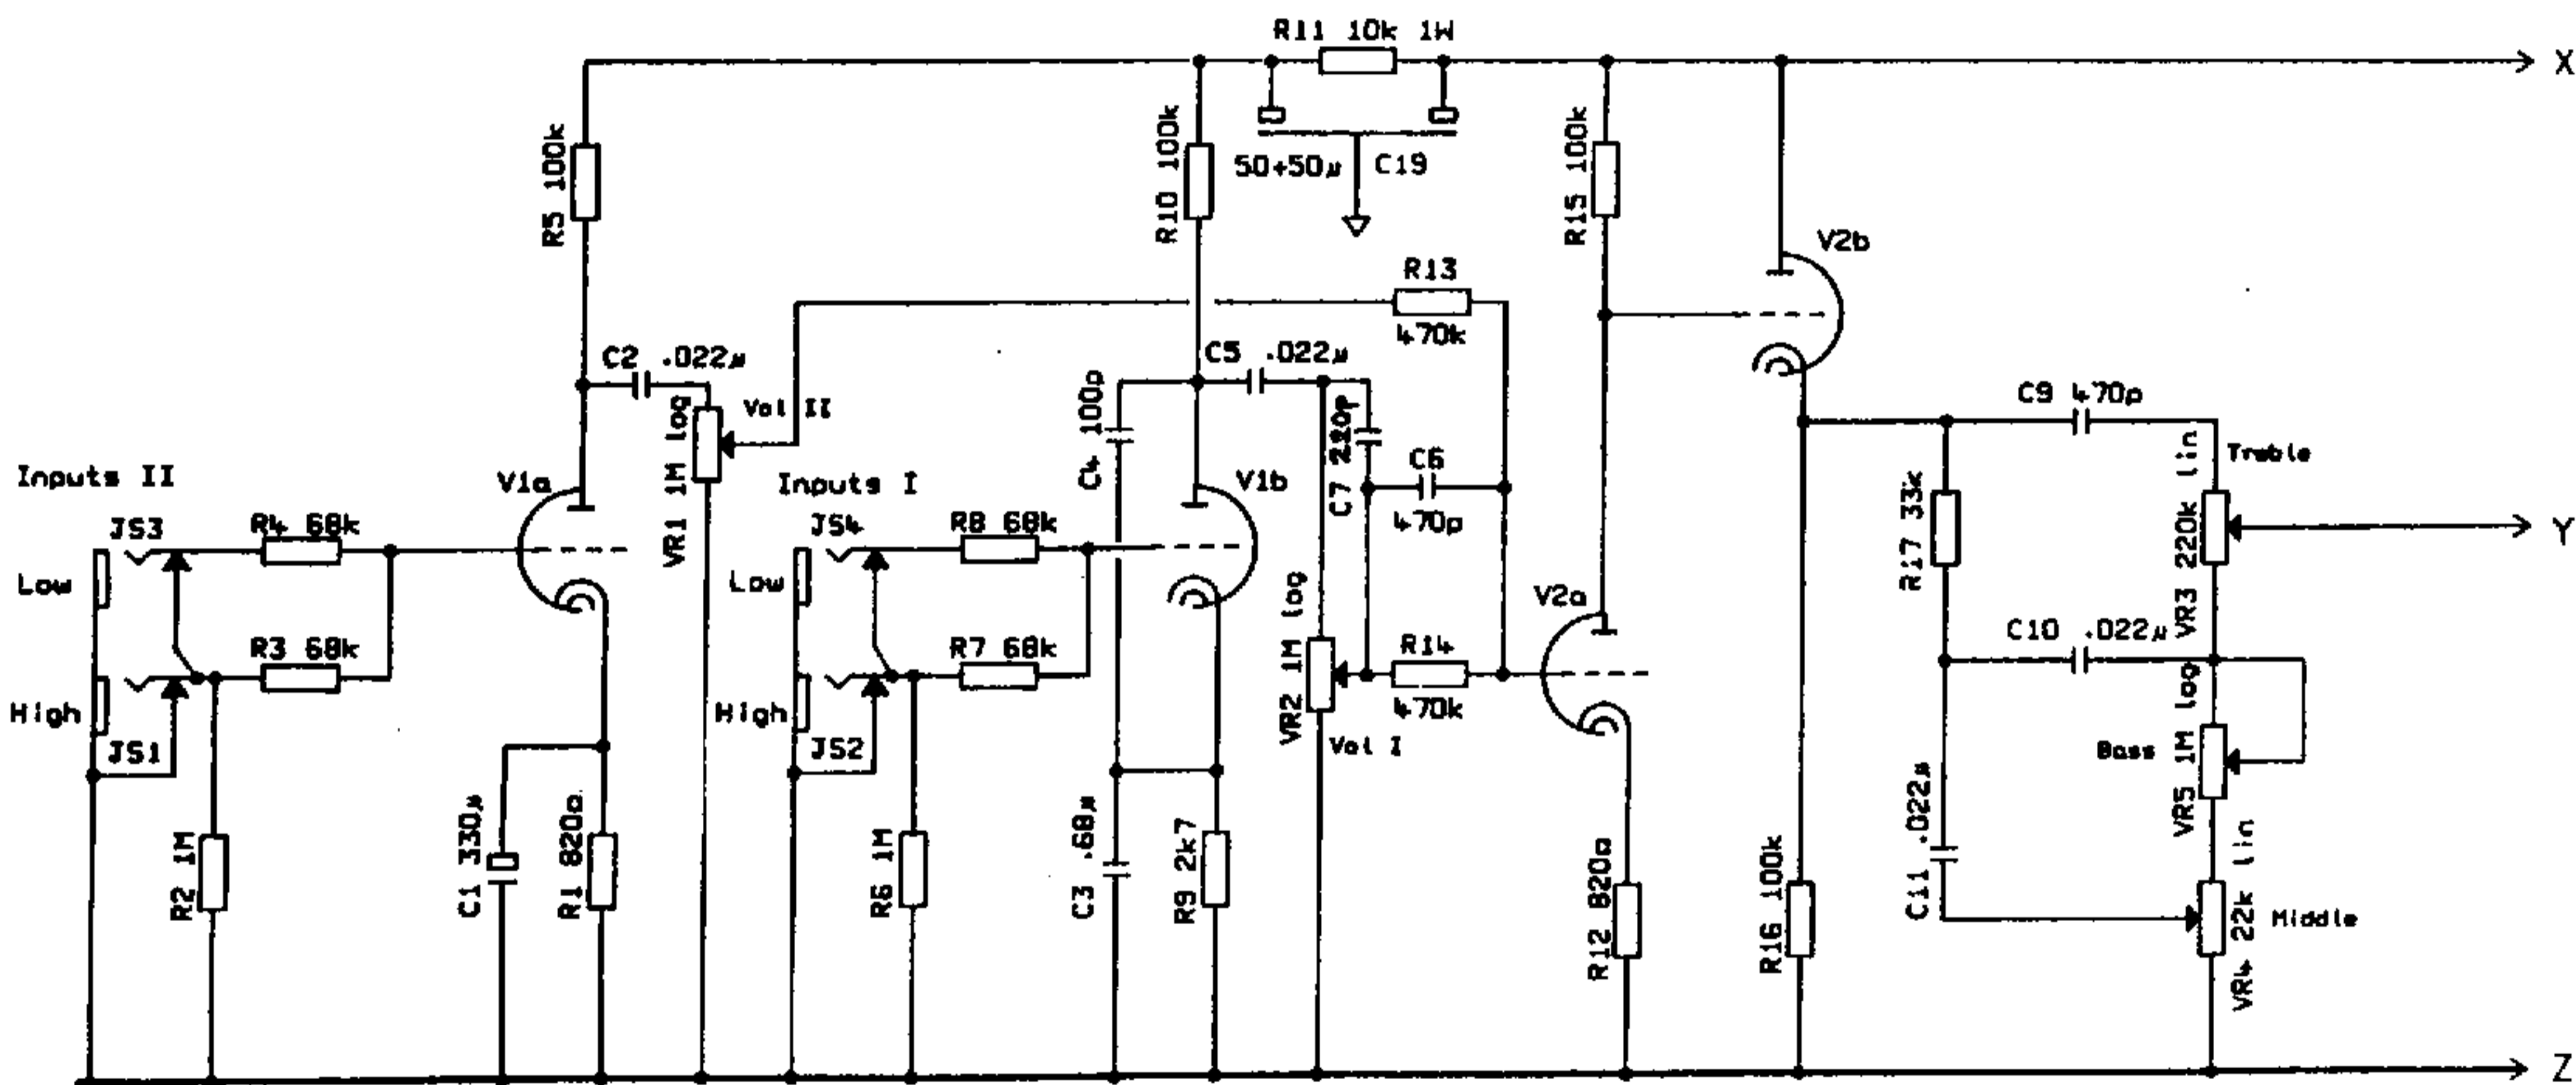 R11 10k 1W
X
R5 100k
R10 100k
50+50µ C19
R15 100k
V2b
R13
470k
C2 .022µ
C5 .022µ
Vol II
VR1 1M log
C4 100p
C7 220p
C6
470p
C9 470p
Treble
VR3 220k lin
Y
Inputs II
V1a
Inputs I
V1b
JS3
R4 68k
JS4
R8 68k
R17 33k
Low
Low
V2a
R3 68k
R7 68k
VR2 1M log
R14
470k
C10 .022µ
High
JS1
High
JS2
Vol I
Bass
VR5 1M log
R2 1M
C1 330µ
R1 820Ω
R6 1M
C3 .68µ
R9 2k7
R12 820Ω
R16 100k
C11 .022µ
VR4 22k lin
Middle
Z